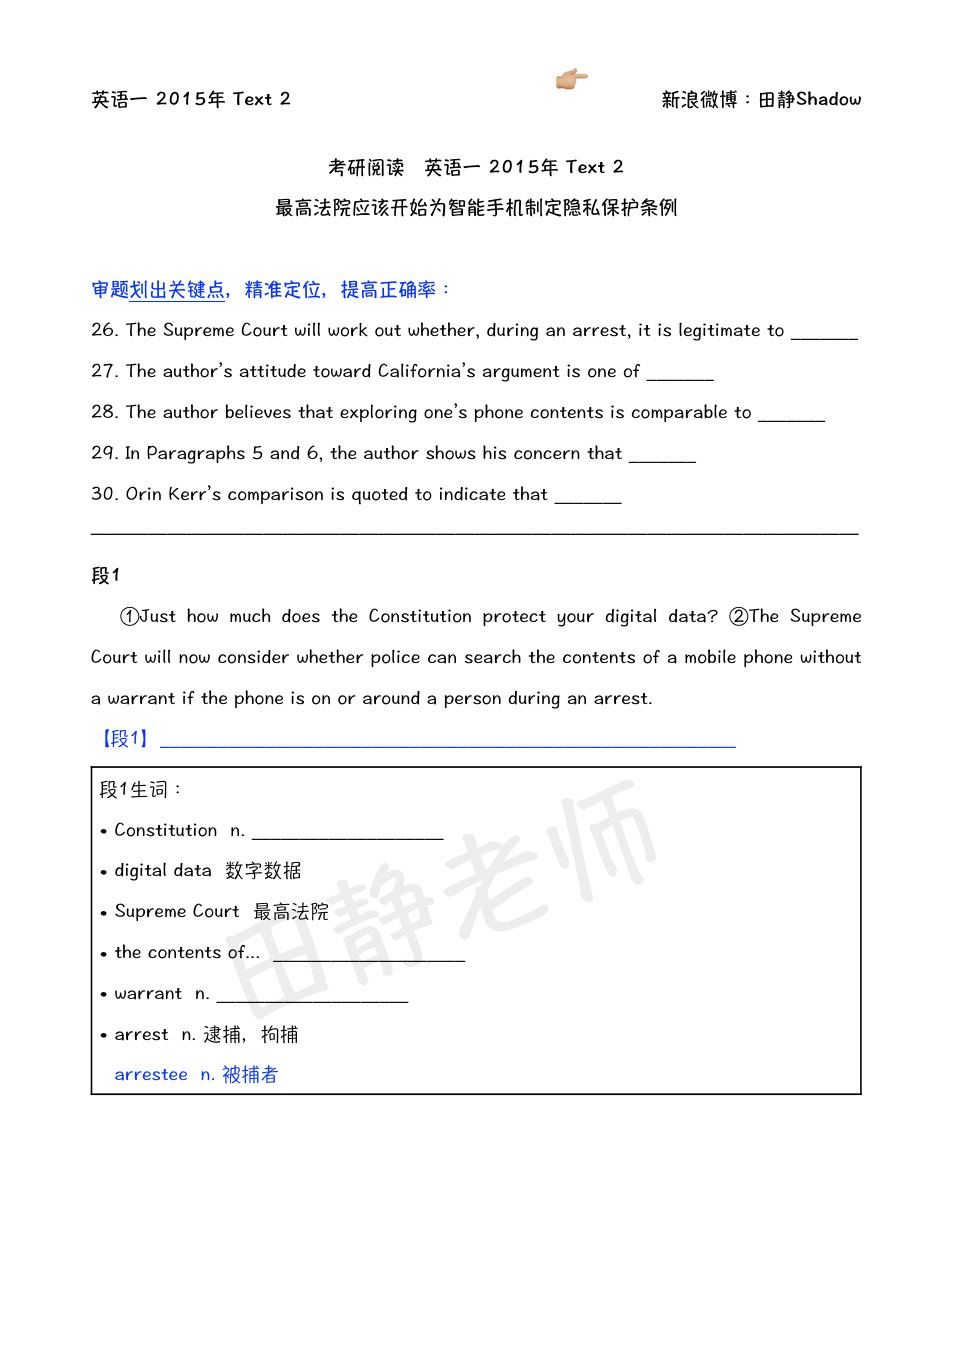 英语一 2015年 Text 2 新浪微博：田静Shadow
考研阅读 英语一 2015年 Text 2
最高法院应该开始为智能手机制定隐私保护条例
审题划出关键点，精准定位，提高正确率：
26. The Supreme Court will work out whether, during an arrest, it is legitimate to _______
27. The author's attitude toward California's argument is one of _______
28. The author believes that exploring one's phone contents is comparable to _______
29. In Paragraphs 5 and 6, the author shows his concern that _______
30. Orin Kerr's comparison is quoted to indicate that _______
段1
①Just how much does the Constitution protect your digital data? ②The Supreme
Court will now consider whether police can search the contents of a mobile phone without
a warrant if the phone is on or around a person during an arrest.
【段1】____________________________________________________________
段1生词：
• Constitution n. ____________________
• digital data 数字数据
• Supreme Court 最高法院
• the contents of... ____________________
• warrant n. ____________________
• arrest n. 逮捕，拘捕
arrestee n. 被捕者
田静老师